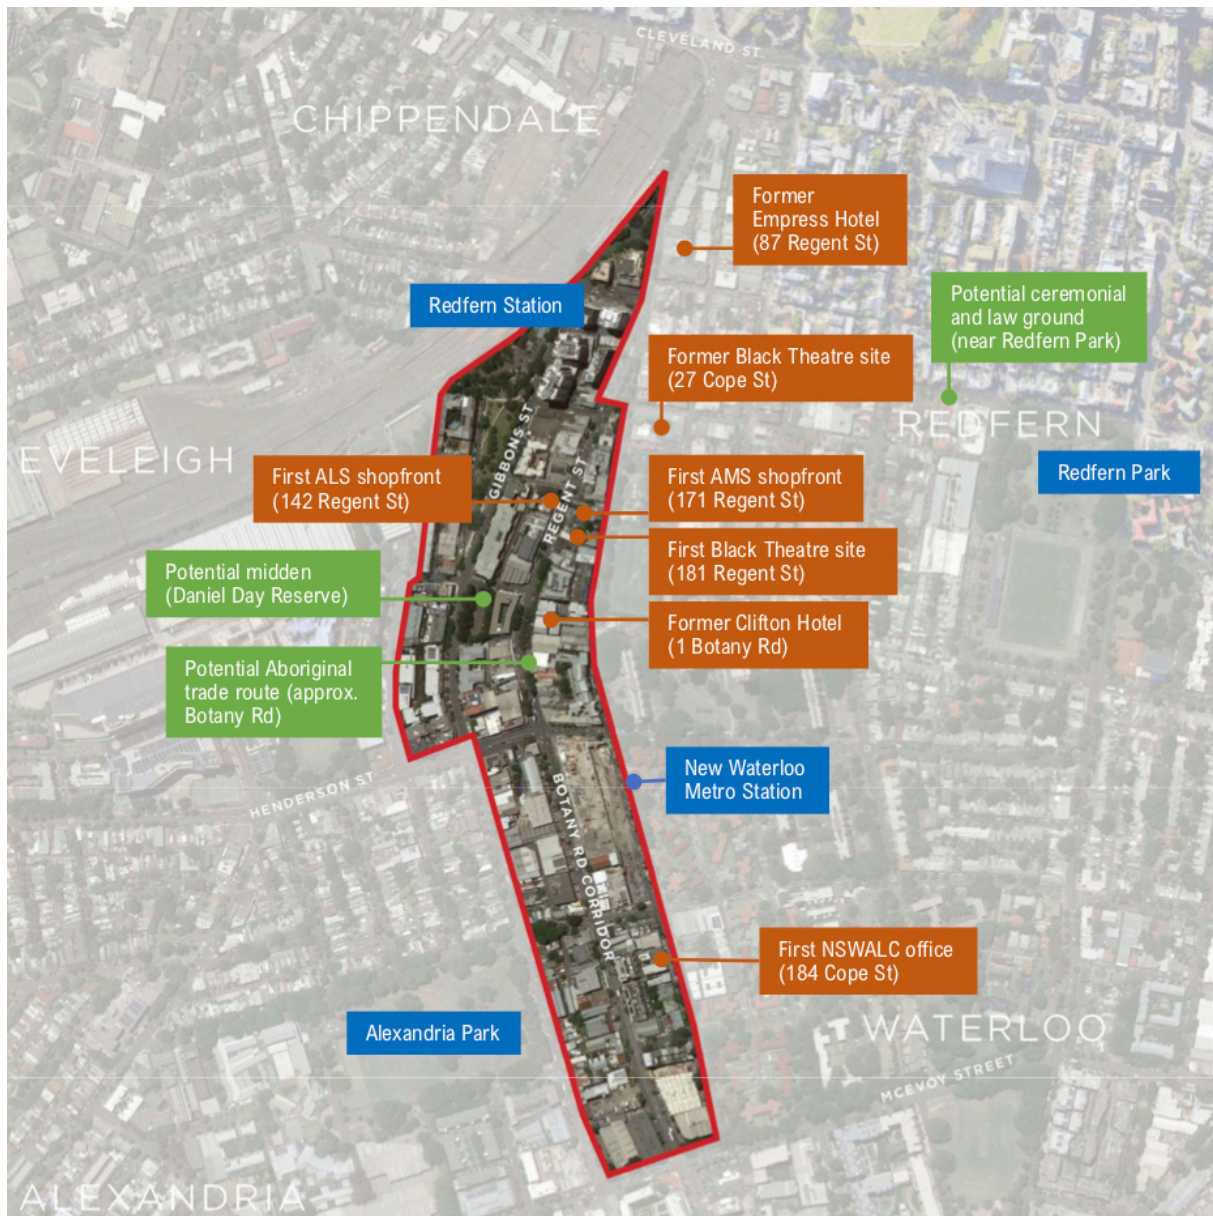 CLEVELAND ST
CHIPPENDALE
Former
Empress Hotel
(87 Regent St)
Redfern Station
Potential ceremonial
and law ground
(near Redfern Park)
Former Black Theatre site
(27 Cope St)
REDFERN
GIBBONS ST
EVELEIGH
Redfern Park
First ALS shopfront
(142 Regent St)
REGENT ST
First AMS shopfront
(171 Regent St)
First Black Theatre site
(181 Regent St)
Potential midden
(Daniel Day Reserve)
Former Clifton Hotel
(1 Botany Rd)
Potential Aboriginal
trade route (approx.
Botany Rd)
New Waterloo
Metro Station
HENDERSON ST
BOTANY RD CORRIDOR
First NSWALC office
(184 Cope St)
Alexandria Park
WATERLOO
MCEVOY STREET
ALEXANDRIA